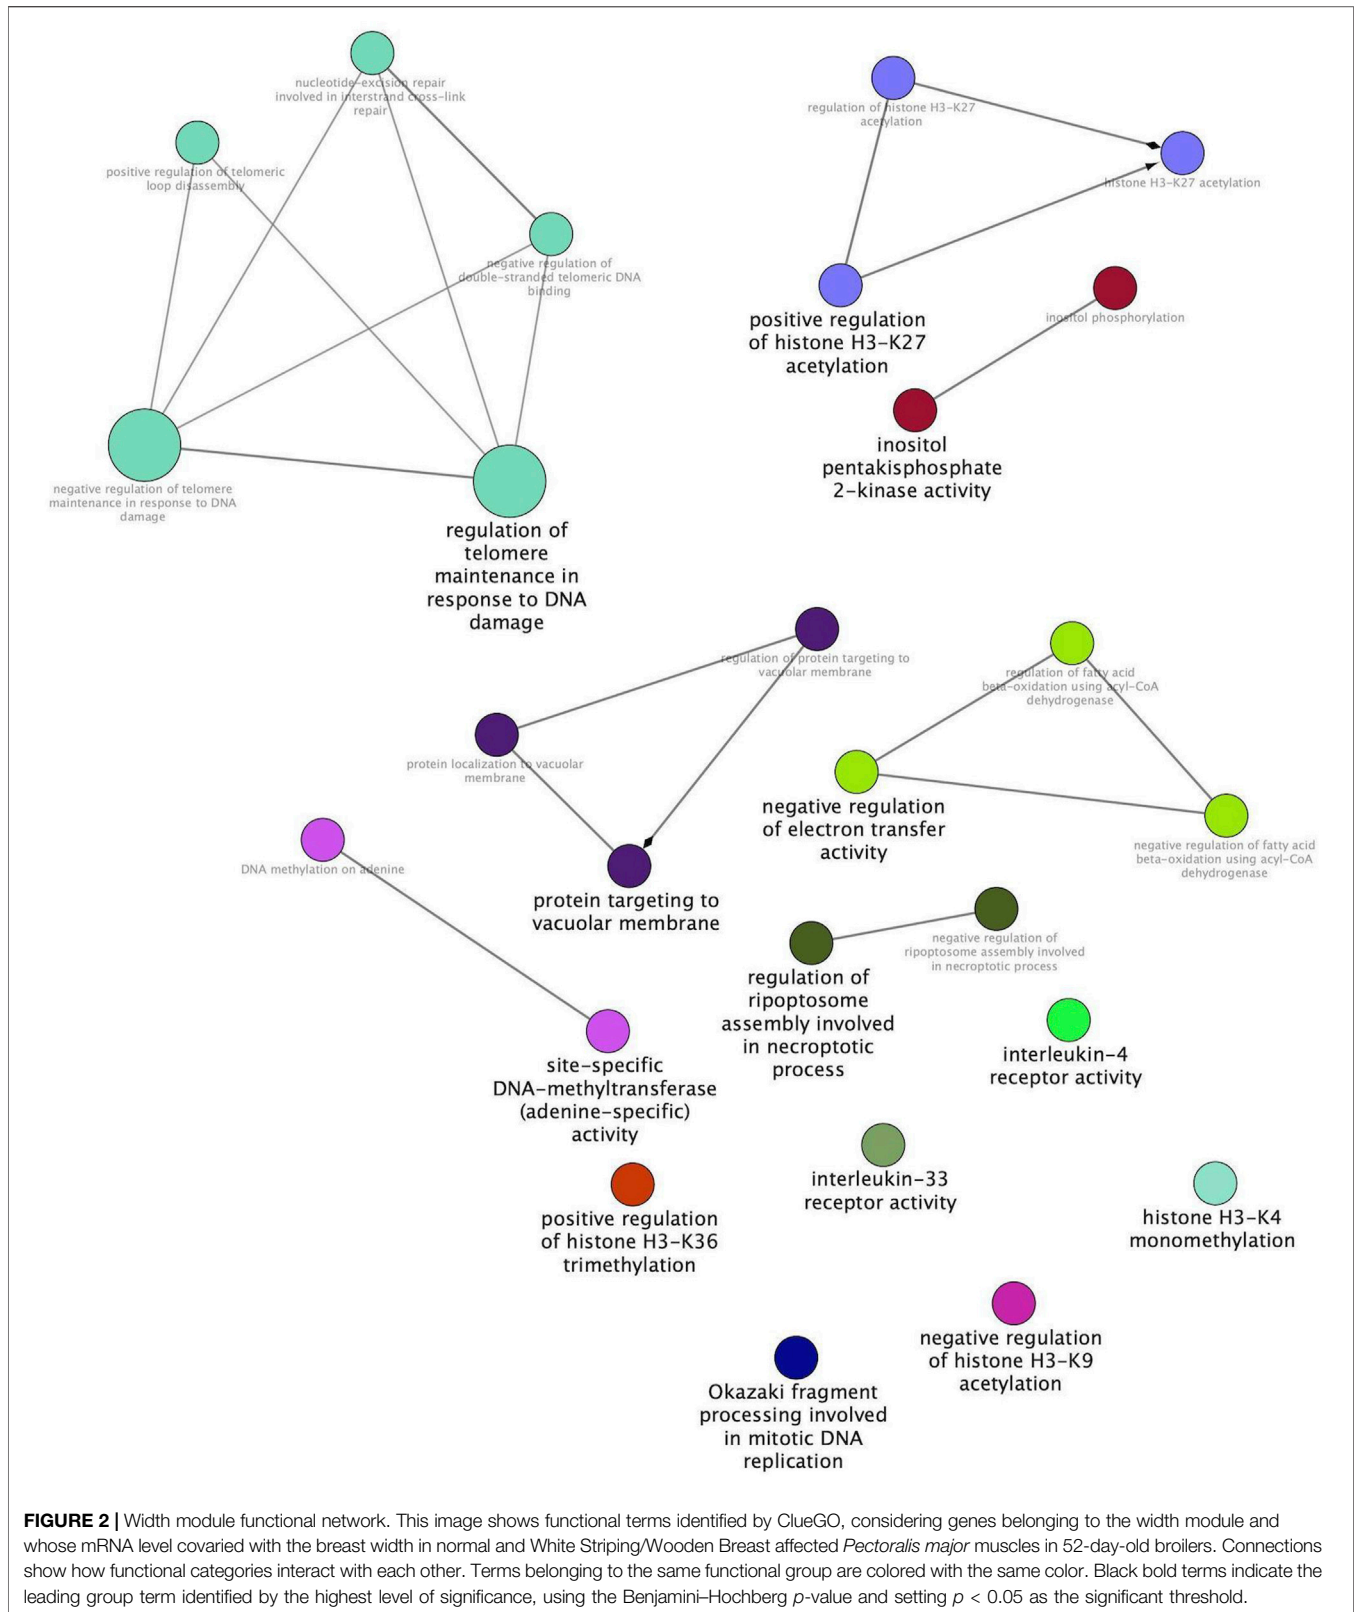 nucleotide-excision repair
involved in interstrand cross-link
repair
positive regulation of telomeric
loop disassembly
negative regulation of
double-stranded telomeric DNA
binding
negative regulation of telomere
maintenance in response to DNA
damage
regulation of
telomere
maintenance in
response to DNA
damage
regulation of histone H3-K27
acetylation
histone H3-K27 acetylation
positive regulation
of histone H3-K27
acetylation
inositol phosphorylation
inositol
pentakisphosphate
2-kinase activity
regulation of protein targeting to
vacuolar membrane
protein localization to vacuolar
membrane
protein targeting to
vacuolar membrane
regulation of fatty acid
beta-oxidation using acyl-CoA
dehydrogenase
negative regulation
of electron transfer
activity
negative regulation of fatty acid
beta-oxidation using acyl-CoA
dehydrogenase
DNA methylation on adenine
site-specific
DNA-methyltransferase
(adenine-specific)
activity
negative regulation of
ripoptosome assembly involved
in necroptotic process
regulation of
ripoptosome
assembly involved
in necroptotic
process
interleukin-4
receptor activity
interleukin-33
receptor activity
positive regulation
of histone H3-K36
trimethylation
histone H3-K4
monomethylation
negative regulation
of histone H3-K9
acetylation
Okazaki fragment
processing involved
in mitotic DNA
replication
FIGURE 2 | Width module functional network. This image shows functional terms identified by ClueGO, considering genes belonging to the width module and
whose mRNA level covaried with the breast width in normal and White Striping/Wooden Breast affected Pectoralis major muscles in 52-day-old broilers. Connections
show how functional categories interact with each other. Terms belonging to the same functional group are colored with the same color. Black bold terms indicate the
leading group term identified by the highest level of significance, using the Benjamini–Hochberg p-value and setting p < 0.05 as the significant threshold.